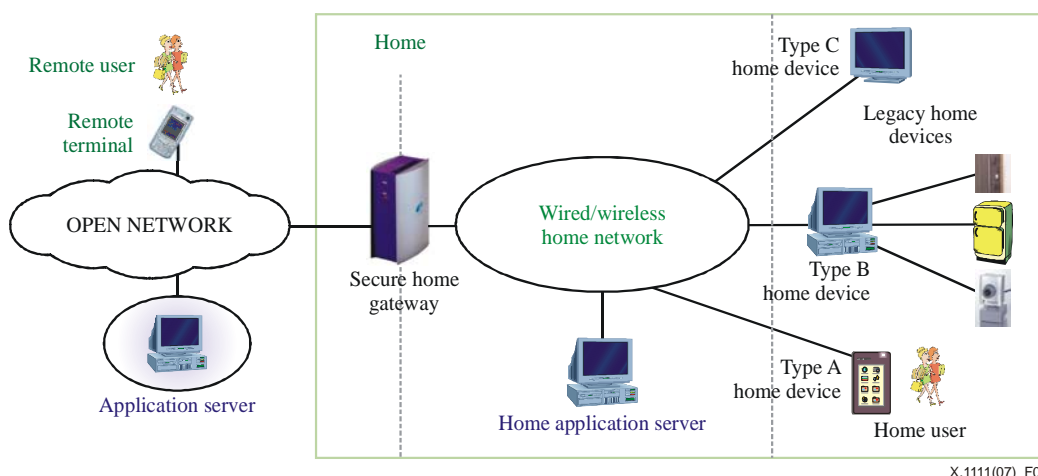 Home
Remote user
Remote
terminal
OPEN NETWORK
Application server
Secure home
gateway
Wired/wireless
home network
Home application server
Type C
home device
Legacy home
devices
Type B
home device
Type A
home device
Home user
X.1111(07)_F0